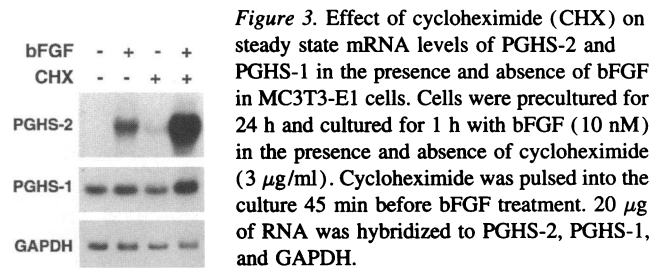 bFGF - + - +
CHX - - + +
PGHS-2
PGHS-1
GAPDH
Figure 3. Effect of cycloheximide (CHX) on
steady state mRNA levels of PGHS-2 and
PGHS-1 in the presence and absence of bFGF
in MC3T3-E1 cells. Cells were precultured for
24 h and cultured for 1 h with bFGF (10 nM)
in the presence and absence of cycloheximide
(3 μg/ml). Cycloheximide was pulsed into the
culture 45 min before bFGF treatment. 20 μg
of RNA was hybridized to PGHS-2, PGHS-1,
and GAPDH.